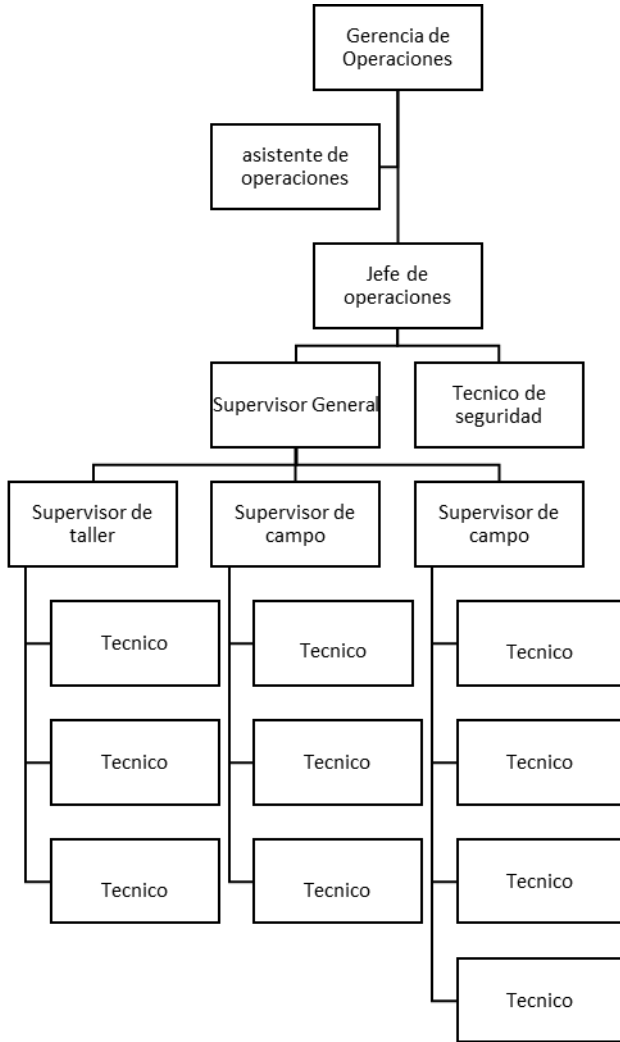 Gerencia de
Operaciones
asistente de
operaciones
Jefe de
operaciones
Supervisor General
Tecnico de
seguridad
Supervisor de
taller
Supervisor de
campo
Supervisor de
campo
Tecnico
Tecnico
Tecnico
Tecnico
Tecnico
Tecnico
Tecnico
Tecnico
Tecnico
Tecnico